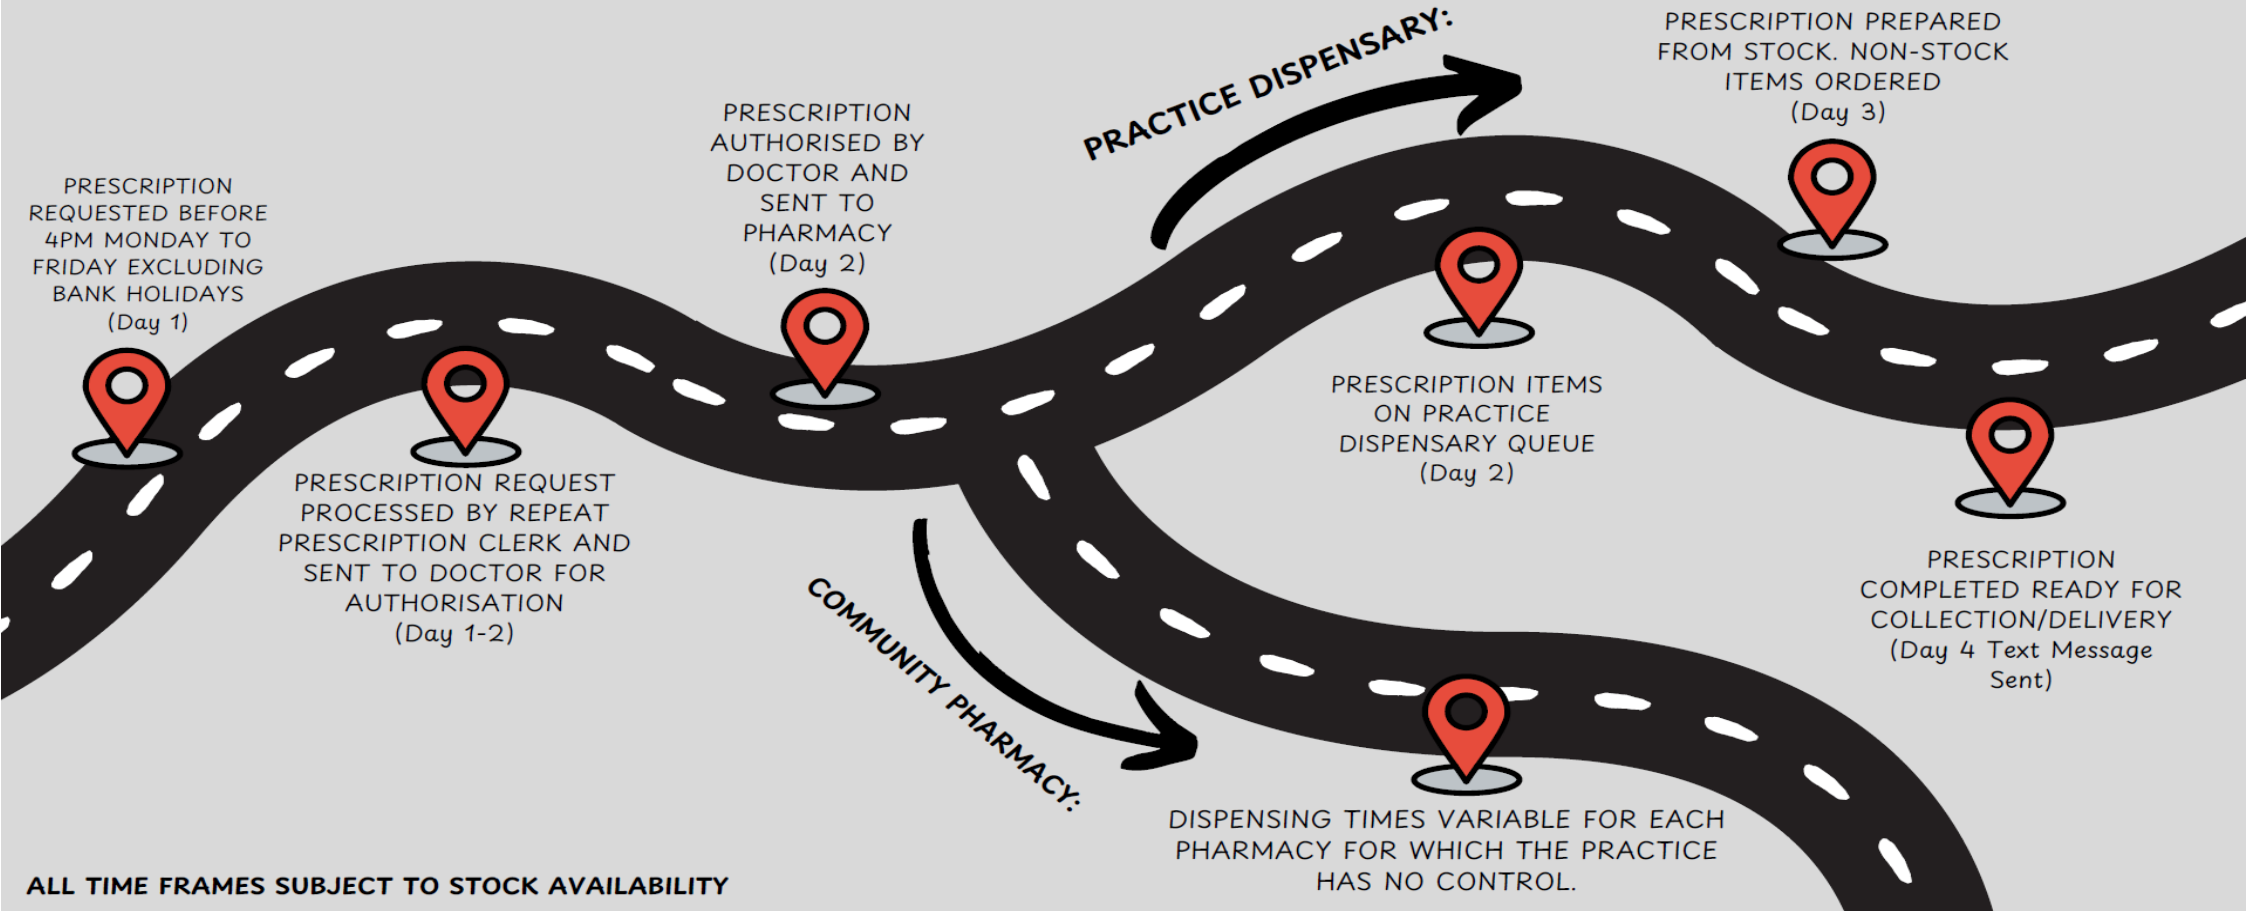 PRESCRIPTION
REQUESTED BEFORE
4PM MONDAY TO
FRIDAY EXCLUDING
BANK HOLIDAYS
(Day 1)
PRESCRIPTION REQUEST
PROCESSED BY REPEAT
PRESCRIPTION CLERK AND
SENT TO DOCTOR FOR
AUTHORISATION
(Day 1-2)
PRESCRIPTION
AUTHORISED BY
DOCTOR AND
SENT TO
PHARMACY
(Day 2)
PRACTICE DISPENSARY:
PRESCRIPTION ITEMS
ON PRACTICE
DISPENSARY QUEUE
(Day 2)
PRESCRIPTION PREPARED
FROM STOCK. NON-STOCK
ITEMS ORDERED
(Day 3)
PRESCRIPTION
COMPLETED READY FOR
COLLECTION/DELIVERY
(Day 4 Text Message
Sent)
COMMUNITY PHARMACY:
DISPENSING TIMES VARIABLE FOR EACH
PHARMACY FOR WHICH THE PRACTICE
HAS NO CONTROL.
ALL TIME FRAMES SUBJECT TO STOCK AVAILABILITY